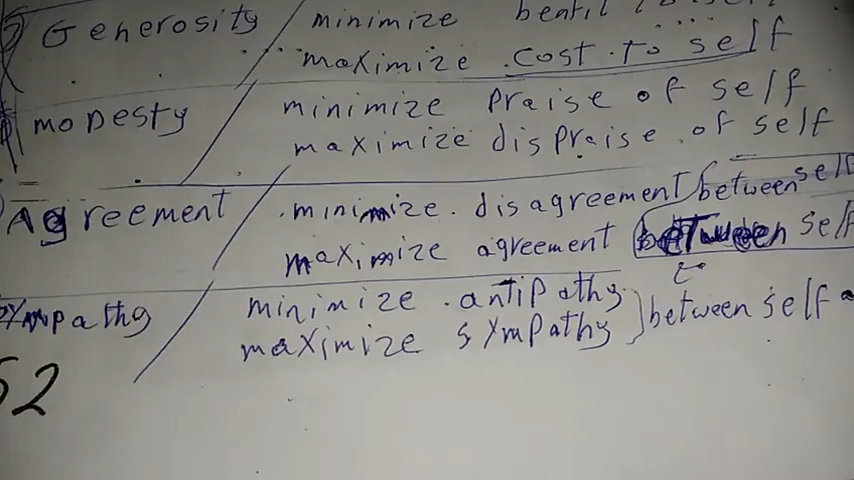 Generosity / minimize
maximize cost to self
modesty / minimize praise of self
maximize dispraise of self
Agreement / minimize disagreement between self
maximize agreement between self
minimize antipathy
maximize sympathy } between self
52